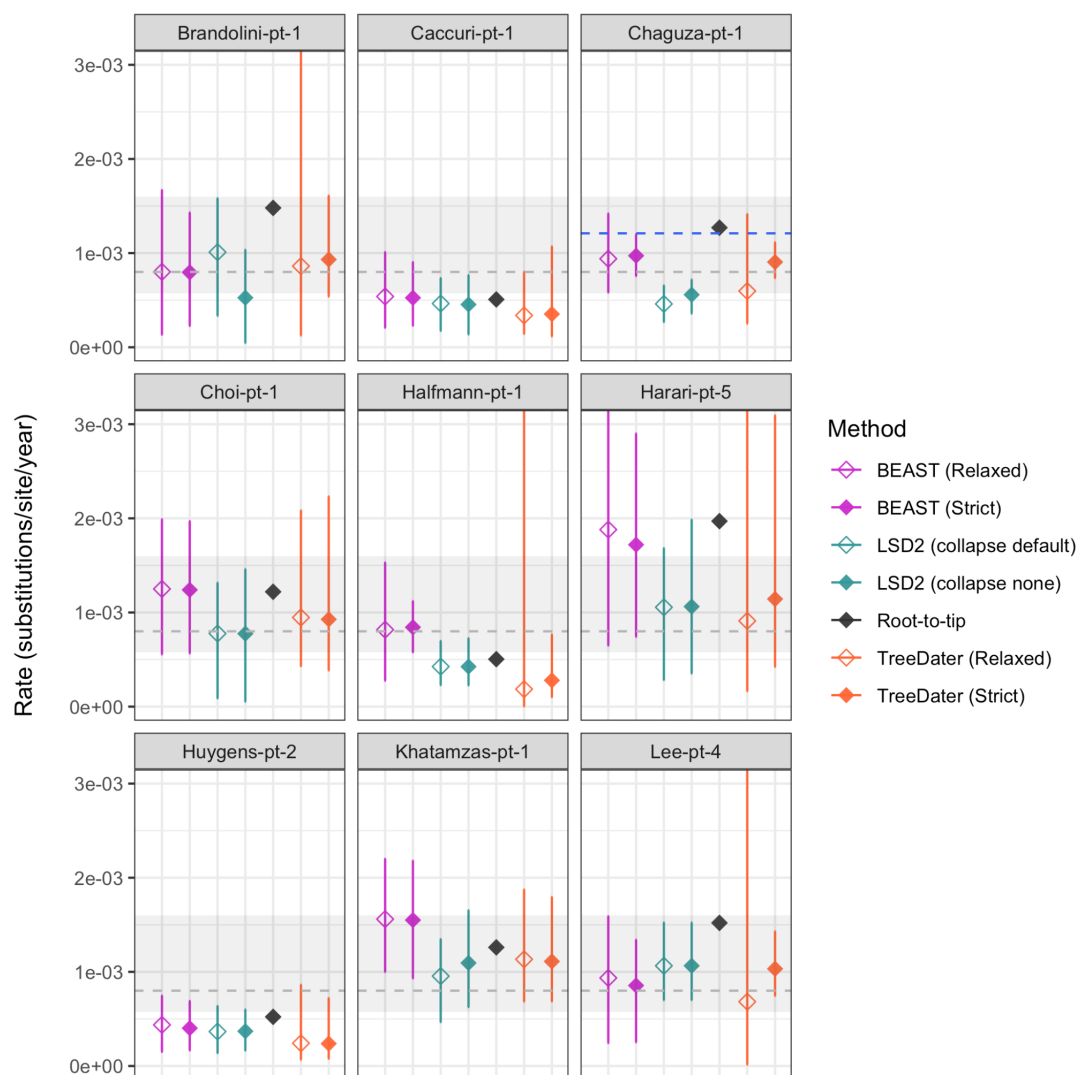 Brandolini-pt-1 Caccuri-pt-1 Chaguza-pt-1
3e-03
2e-03
1e-03
0e+00
Choi-pt-1 Halfmann-pt-1 Harari-pt-5
3e-03
2e-03
1e-03
0e+00
Huygens-pt-2 Khatamzas-pt-1 Lee-pt-4
3e-03
2e-03
1e-03
0e+00
Rate (substitutions/site/year)
Method
BEAST (Relaxed)
BEAST (Strict)
LSD2 (collapse default)
LSD2 (collapse none)
Root-to-tip
TreeDater (Relaxed)
TreeDater (Strict)